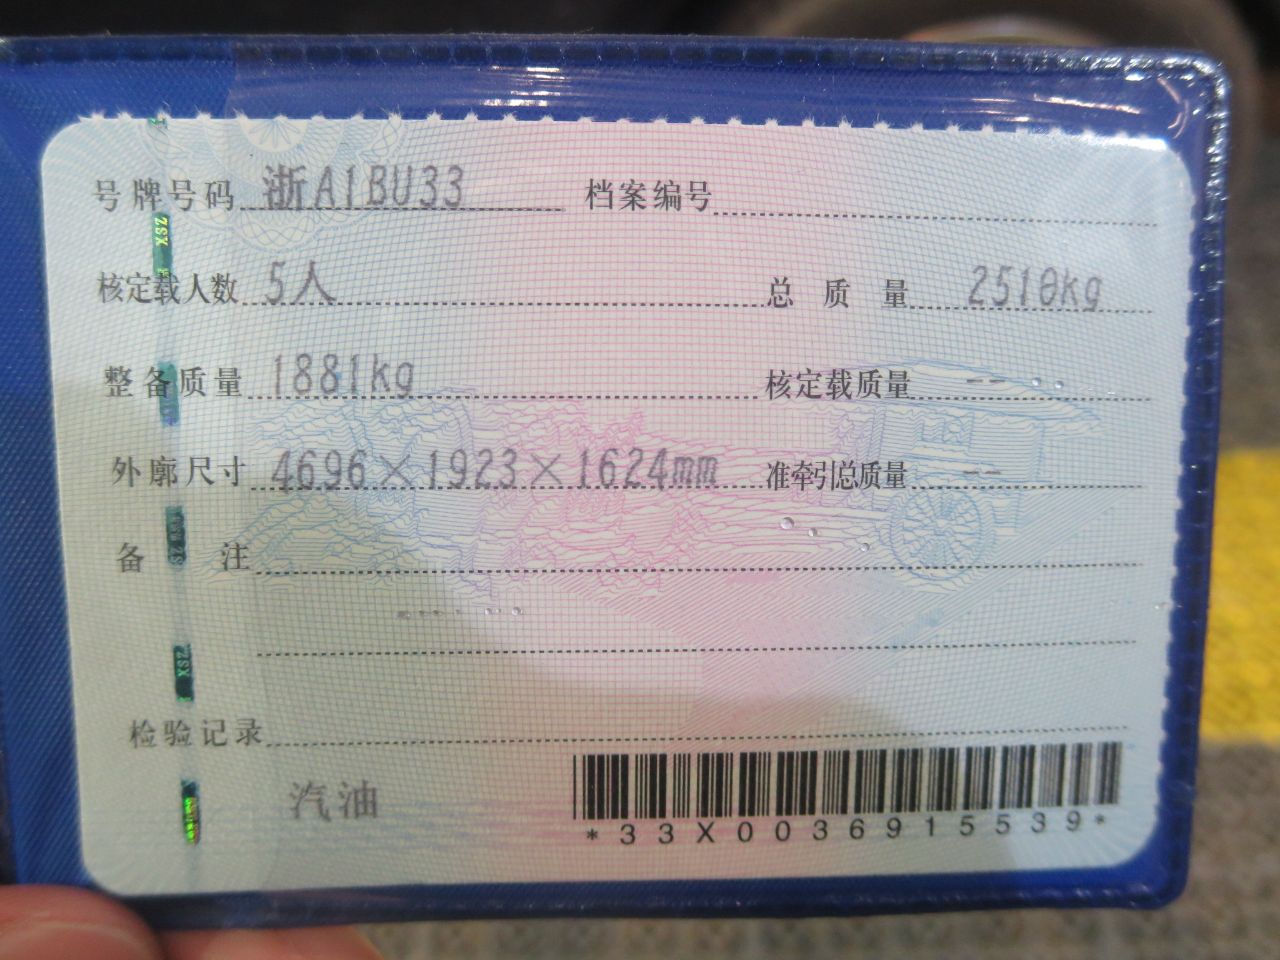 号牌号码 浙A1BU33 档案编号
核定载人数 5人 总质量 2510kg
整备质量 1881kg 核定载质量 --
外廓尺寸 4696×1923×1624mm 准牵引总质量 --
备注
检验记录
汽油
*33X0036915539*
XSZ
XSZ